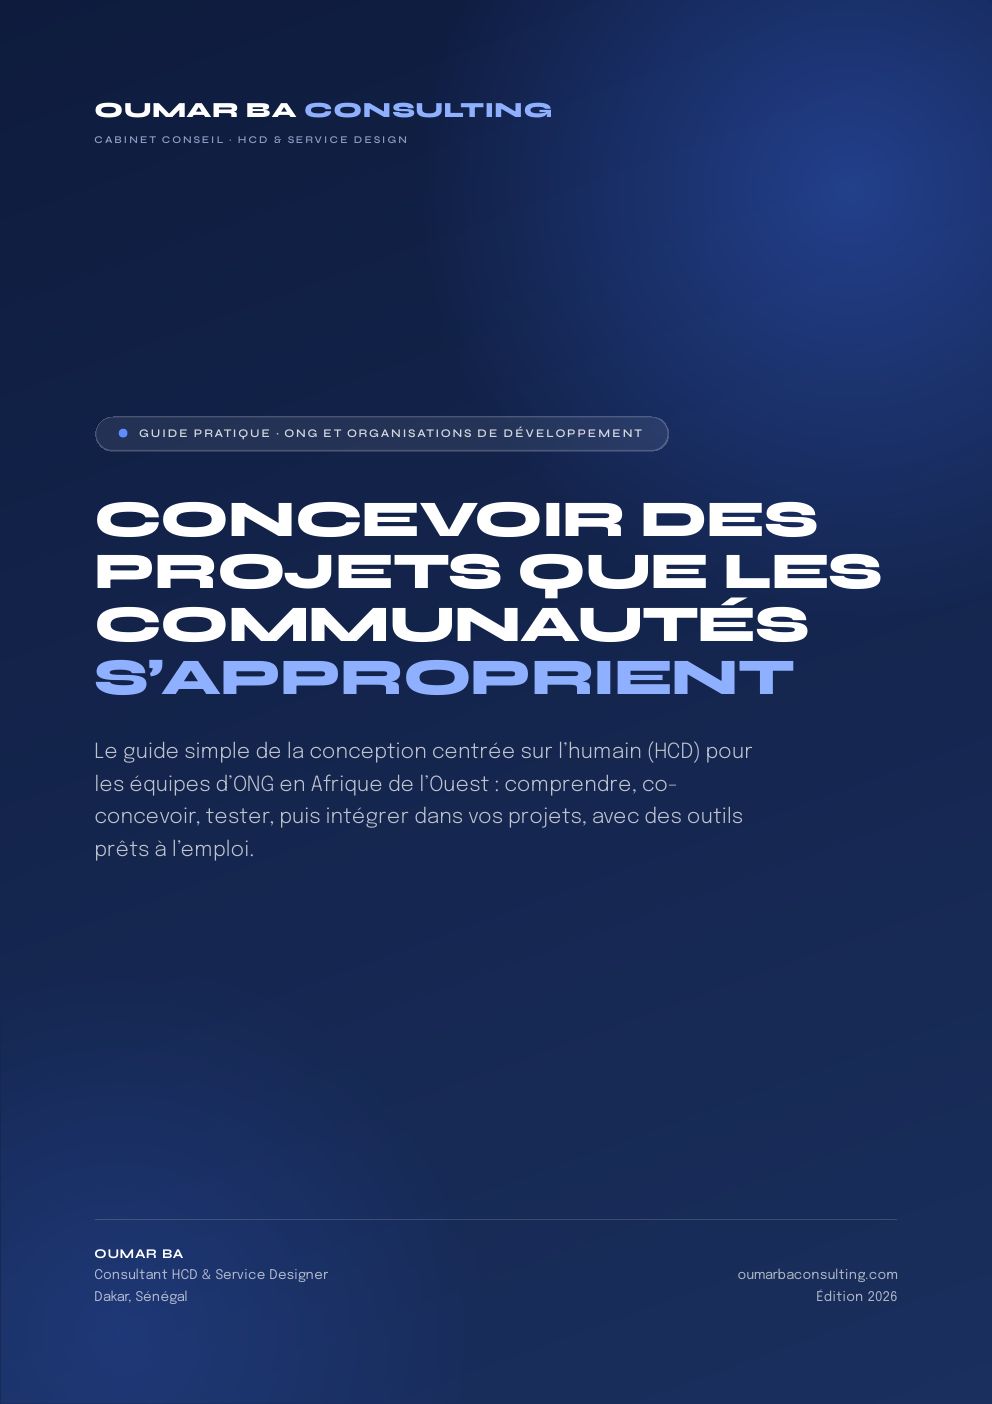 OUMAR BA CONSULTING
CABINET CONSEIL · HCD & SERVICE DESIGN
GUIDE PRATIQUE · ONG ET ORGANISATIONS DE DÉVELOPPEMENT
CONCEVOIR DES
PROJETS QUE LES
COMMUNAUTÉS
S’APPROPRIENT
Le guide simple de la conception centrée sur l’humain (HCD) pour
les équipes d’ONG en Afrique de l’Ouest : comprendre, co-
concevoir, tester, puis intégrer dans vos projets, avec des outils
prêts à l’emploi.
OUMAR BA
Consultant HCD & Service Designer
Dakar, Sénégal
oumarbaconsulting.com
Édition 2026